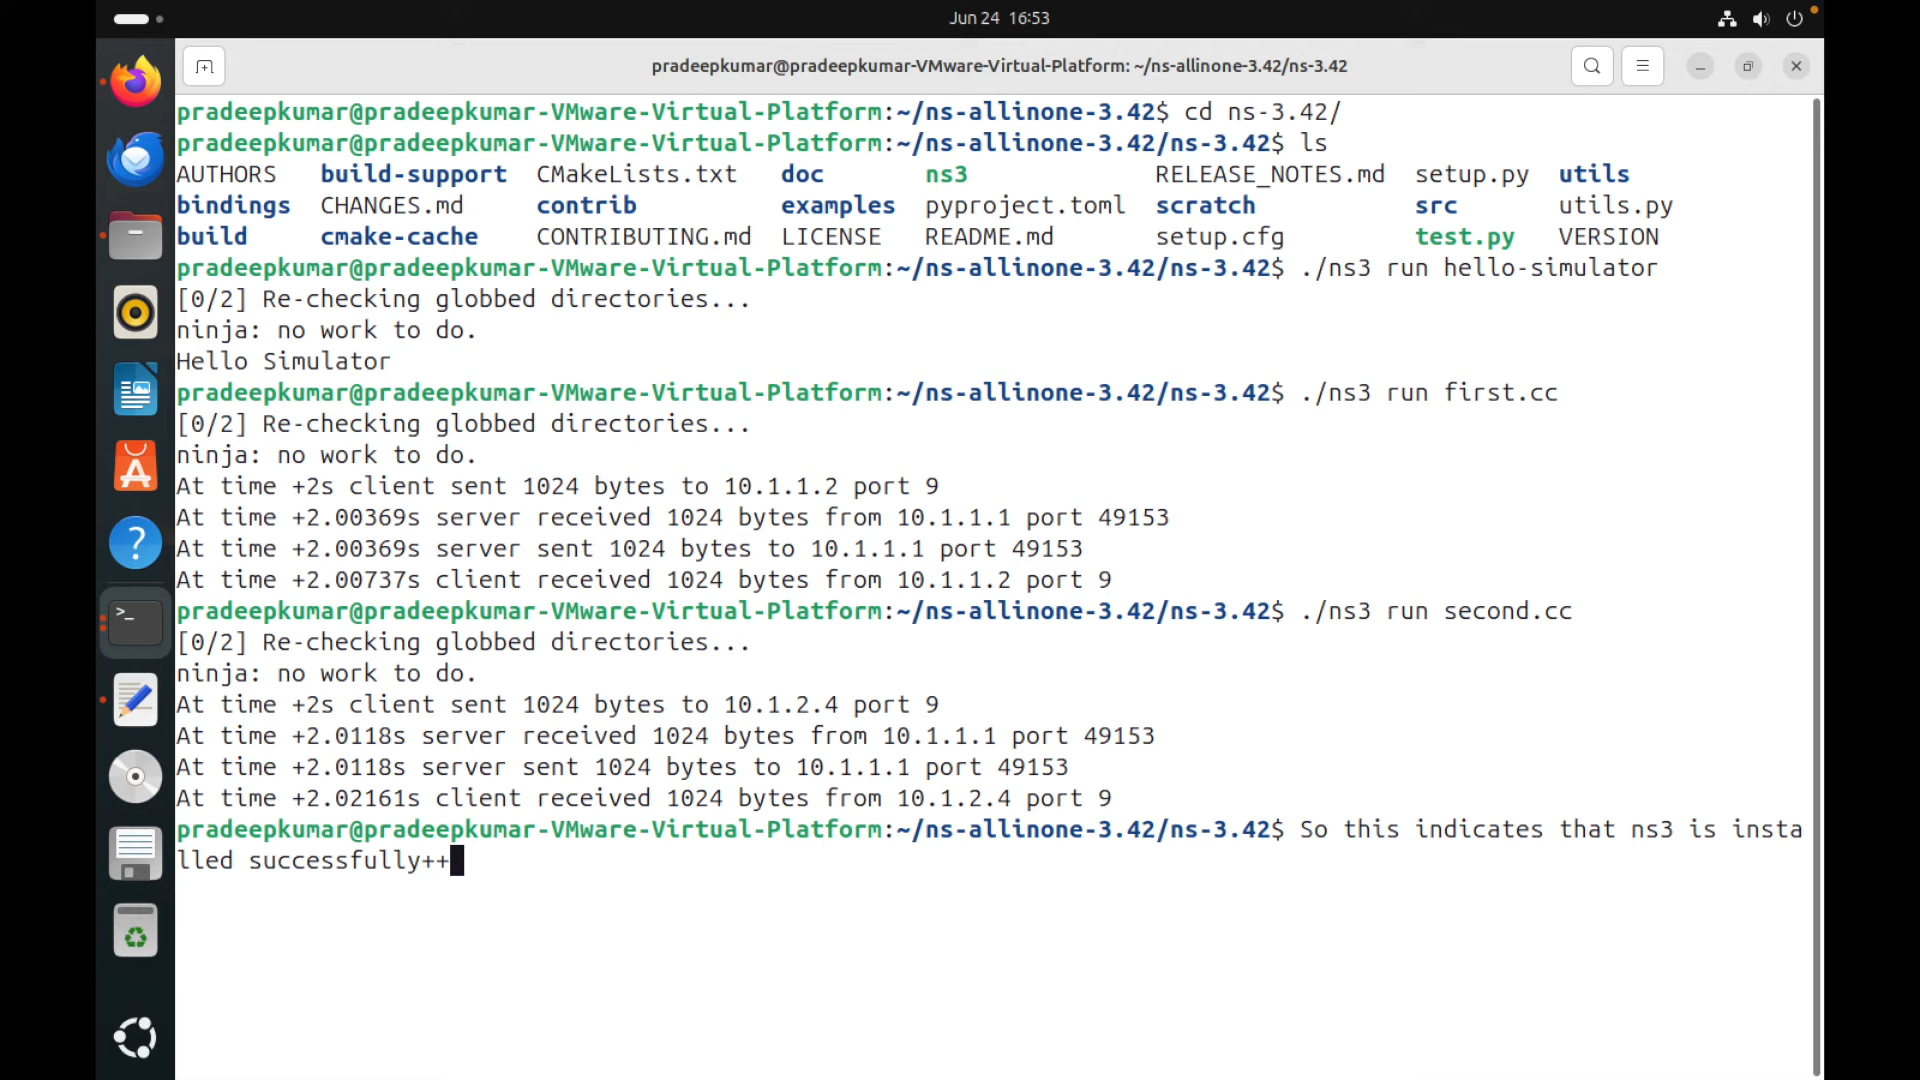 Jun 24 16:53
pradeepkumar@pradeepkumar-VMware-Virtual-Platform: ~/ns-allinone-3.42/ns-3.42
pradeepkumar@pradeepkumar-VMware-Virtual-Platform:~/ns-allinone-3.42$ cd ns-3.42/
pradeepkumar@pradeepkumar-VMware-Virtual-Platform:~/ns-allinone-3.42/ns-3.42$ ls
AUTHORS build-support CMakeLists.txt doc ns3 RELEASE_NOTES.md setup.py utils
bindings CHANGES.md contrib examples pyproject.toml scratch src utils.py
build cmake-cache CONTRIBUTING.md LICENSE README.md setup.cfg test.py VERSION
pradeepkumar@pradeepkumar-VMware-Virtual-Platform:~/ns-allinone-3.42/ns-3.42$ ./ns3 run hello-simulator
[0/2] Re-checking globbed directories...
ninja: no work to do.
Hello Simulator
pradeepkumar@pradeepkumar-VMware-Virtual-Platform:~/ns-allinone-3.42/ns-3.42$ ./ns3 run first.cc
[0/2] Re-checking globbed directories...
ninja: no work to do.
At time +2s client sent 1024 bytes to 10.1.1.2 port 9
At time +2.00369s server received 1024 bytes from 10.1.1.1 port 49153
At time +2.00369s server sent 1024 bytes to 10.1.1.1 port 49153
At time +2.00737s client received 1024 bytes from 10.1.1.2 port 9
pradeepkumar@pradeepkumar-VMware-Virtual-Platform:~/ns-allinone-3.42/ns-3.42$ ./ns3 run second.cc
[0/2] Re-checking globbed directories...
ninja: no work to do.
At time +2s client sent 1024 bytes to 10.1.2.4 port 9
At time +2.0118s server received 1024 bytes from 10.1.1.1 port 49153
At time +2.0118s server sent 1024 bytes to 10.1.1.1 port 49153
At time +2.02161s client received 1024 bytes from 10.1.2.4 port 9
pradeepkumar@pradeepkumar-VMware-Virtual-Platform:~/ns-allinone-3.42/ns-3.42$ So this indicates that ns3 is insta
lled successfully++